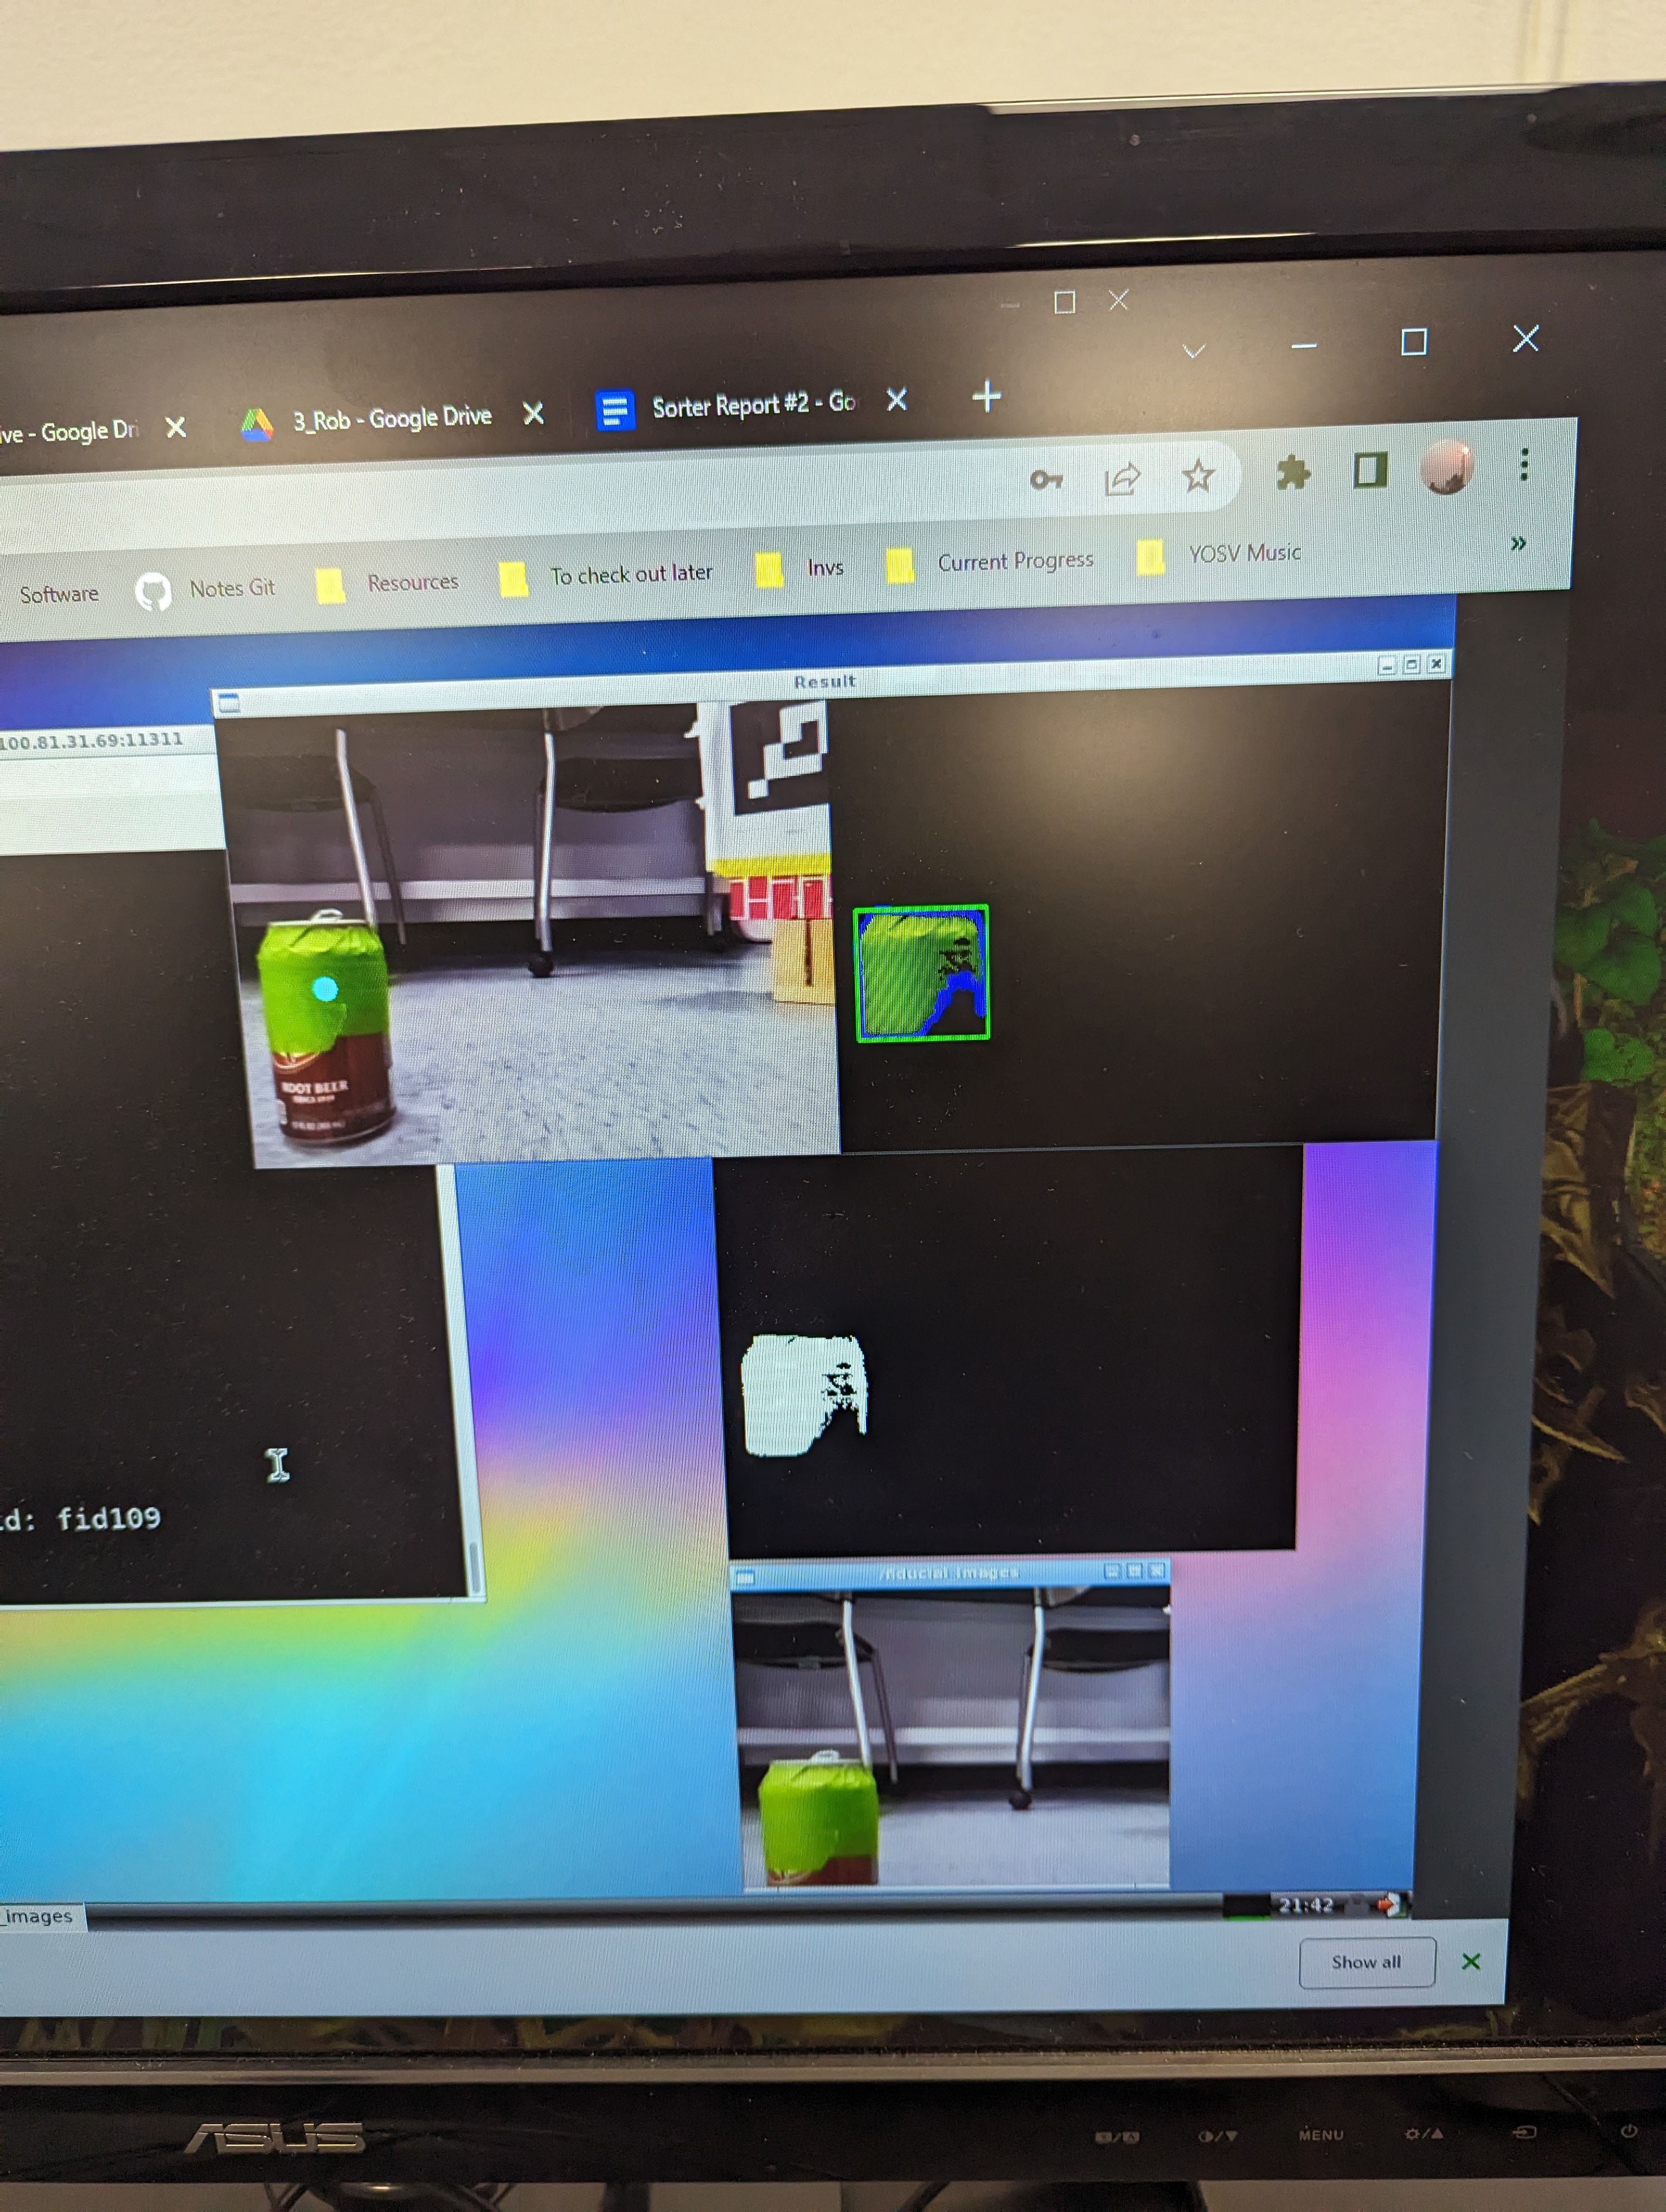 ive - Google Dri
3_Rob - Google Drive
Sorter Report #2 - Go
Software
Notes Git
Resources
To check out later
Invs
Current Progress
YOSV Music
»
Result
100.81.31.69:11311
ROOT BEER
d: fid109
/fiducial_images
_images
21:42
Show all
ASUS
MENU